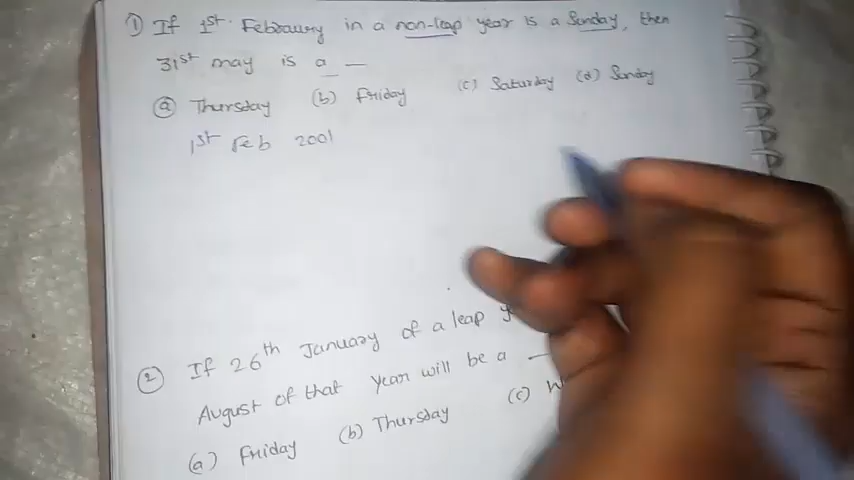 ① If 1st Febraury in a non-leap year is a Sunday, then
31st may is a —
ⓐ Thursday (b) Friday (c) Saturday (d) Sunday
1st Feb 2001
② If 26th January of a leap
August of that year will be a —
(a) Friday (b) Thursday (c)